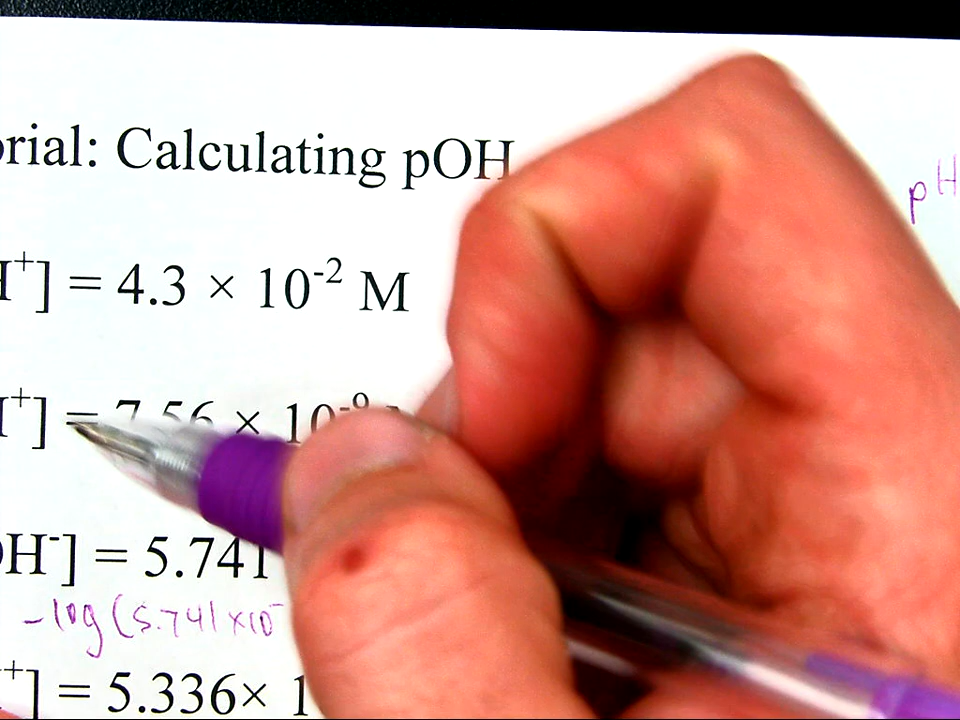 orial: Calculating pOH
pH
H⁺] = 4.3 × 10⁻² M
H⁺] = 7.56 × 10⁻⁹
OH⁻] = 5.741
-log(5.741×10⁻
⁺] = 5.336× 1